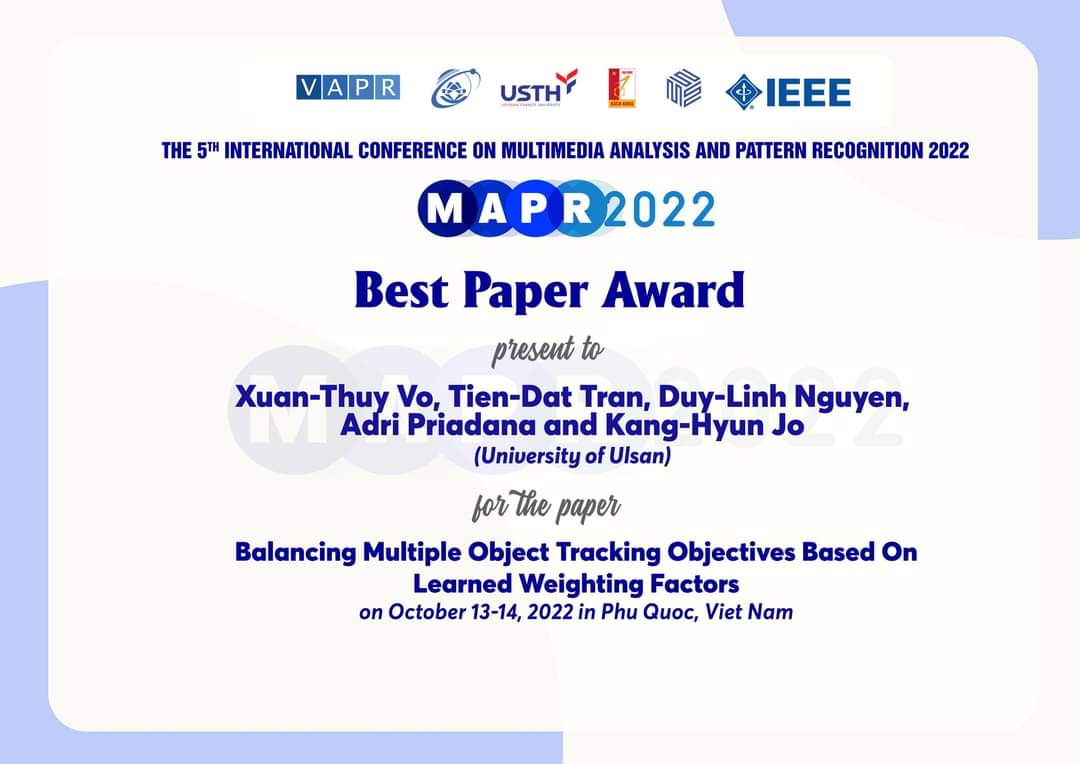 VAPR
USTH
VIETNAM FRANCE UNIVERSITY
IEEE
THE 5TH INTERNATIONAL CONFERENCE ON MULTIMEDIA ANALYSIS AND PATTERN RECOGNITION 2022
MAPR2022
Best Paper Award
present to
Xuan-Thuy Vo, Tien-Dat Tran, Duy-Linh Nguyen,
Adri Priadana and Kang-Hyun Jo
(University of Ulsan)
for the paper
Balancing Multiple Object Tracking Objectives Based On
Learned Weighting Factors
on October 13-14, 2022 in Phu Quoc, Viet Nam